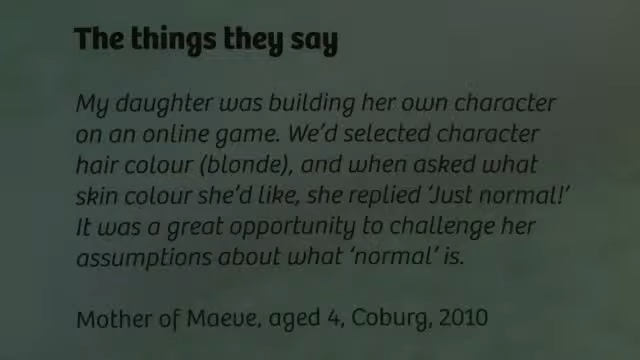 The things they say
My daughter was building her own character
on an online game. We'd selected character
hair colour (blonde), and when asked what
skin colour she'd like, she replied 'Just normal!'
It was a great opportunity to challenge her
assumptions about what 'normal' is.
Mother of Maeve, aged 4, Coburg, 2010